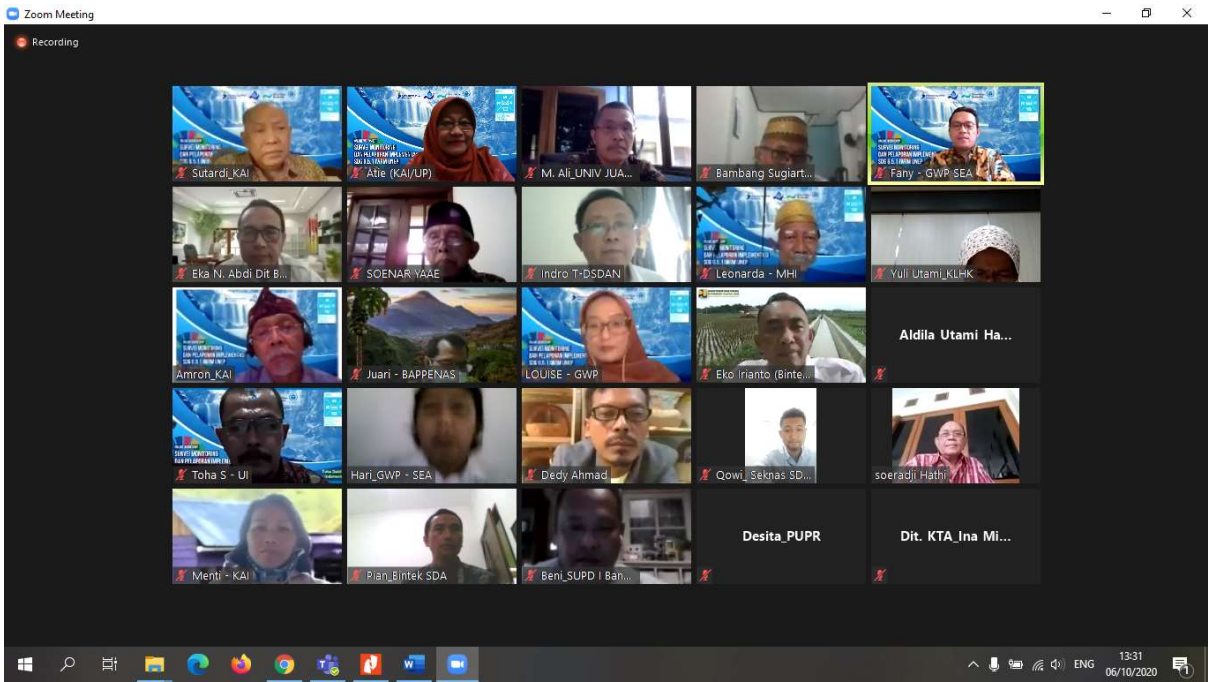 Zoom Meeting
Recording
Sutardi_KAI
Atie (KAI/UP)
M. Ali_UNIV JUA...
Bambang Sugiart...
Fany - GWP SEA
Eka N. Abdi Dit B...
SOENAR YAAE
Indro T-DSDAN
Leonarda - MHI
Yuli Utami_KLHK
Amron_KAI
Juari - BAPPENAS
LOUISE - GWP
Eko Irianto (Binte...
Aldila Utami Ha...
Toha S - UI
Hari_GWP - SEA
Dedy Ahmad
Qowi_Seknas SD...
soeradji Hathi
Menti - KAI
Pian_Bintek SDA
Beni_SUPD I Ban...
Desita_PUPR
Dit. KTA_Ina Mi...
ENG
13:31
06/10/2020